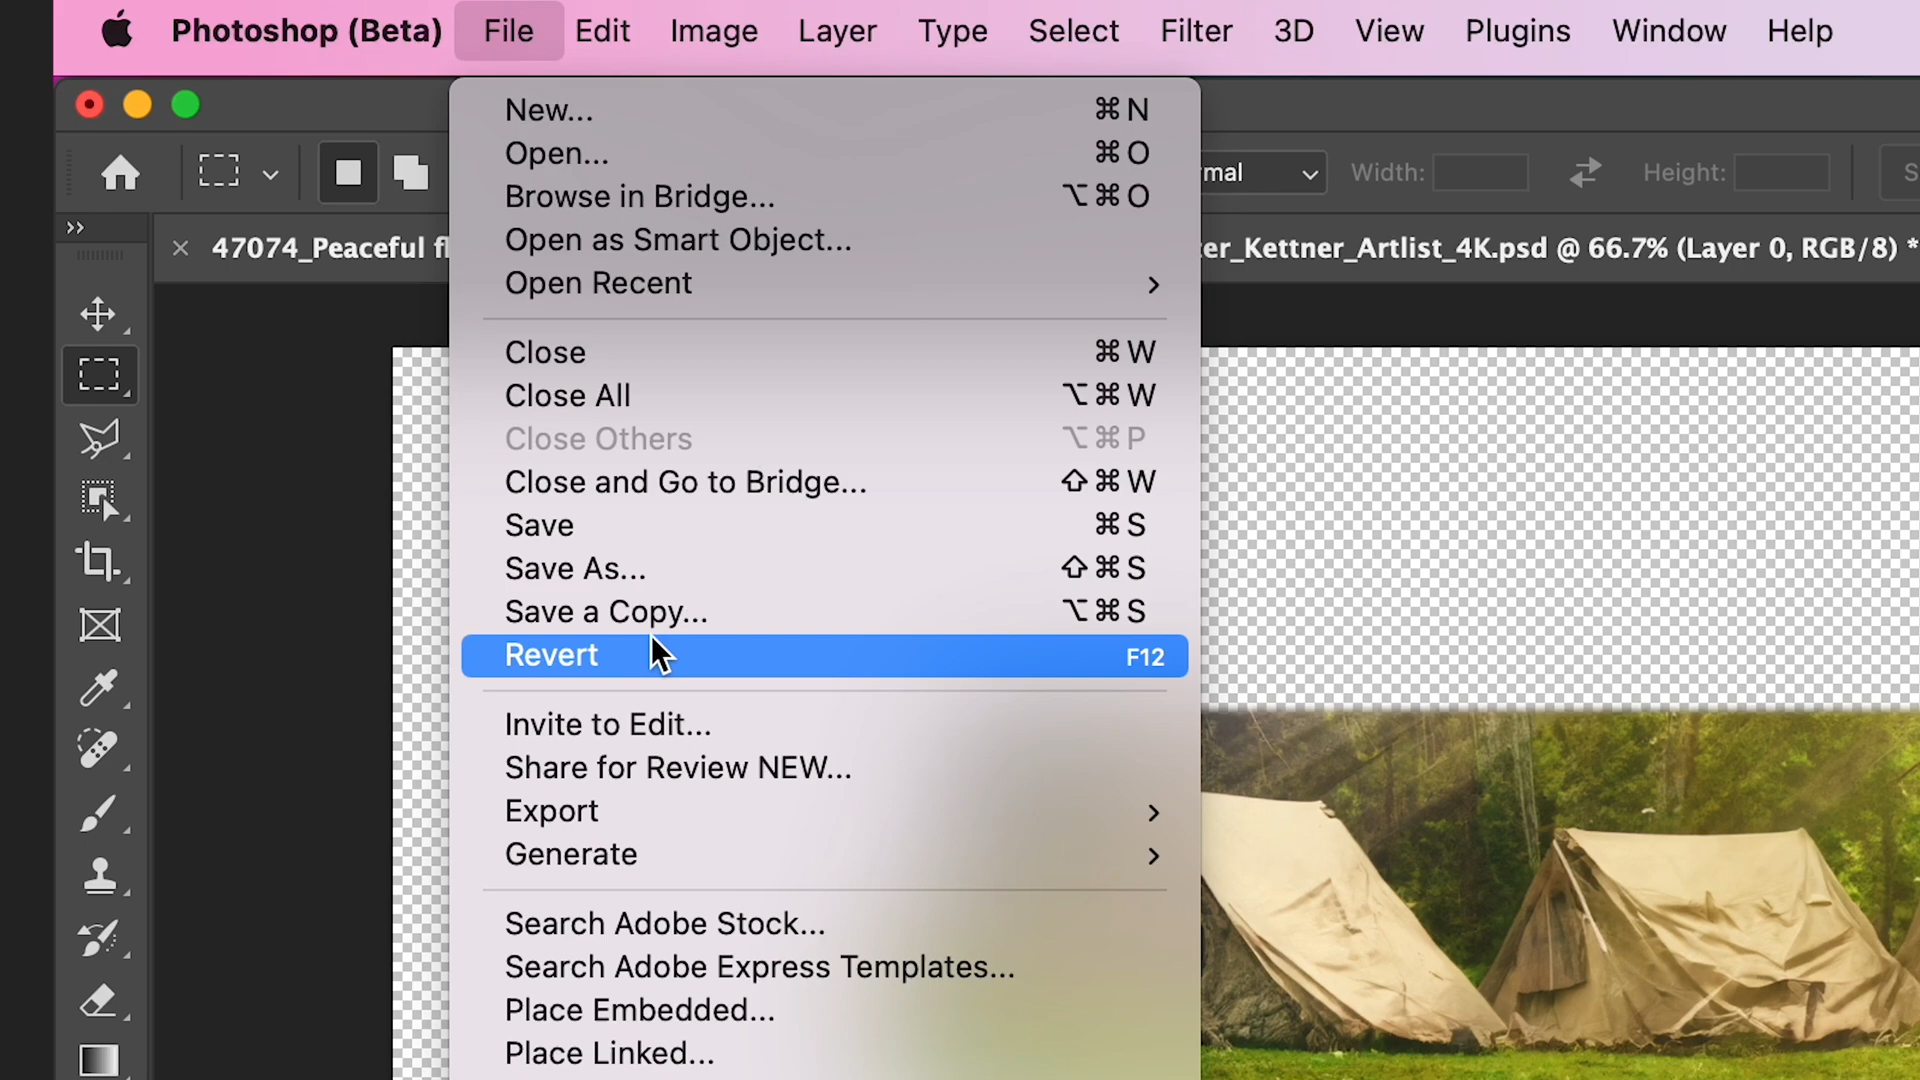 Photoshop (Beta) File Edit Image Layer Type Select Filter 3D View Plugins Window Help
New... ⌘ N
Open... ⌘ O
Browse in Bridge... ⌥ ⌘ O
Open as Smart Object...
Open Recent >
Close ⌘ W
Close All ⌥ ⌘ W
Close Others ⌥ ⌘ P
Close and Go to Bridge... ⇧ ⌘ W
Save ⌘ S
Save As... ⇧ ⌘ S
Save a Copy... ⌥ ⌘ S
Revert F12
Invite to Edit...
Share for Review NEW...
Export >
Generate >
Search Adobe Stock...
Search Adobe Express Templates...
Place Embedded...
Place Linked...
mal Width: Height: S
47074_Peaceful fl er_Kettner_Artlist_4K.psd @ 66.7% (Layer 0, RGB/8) *